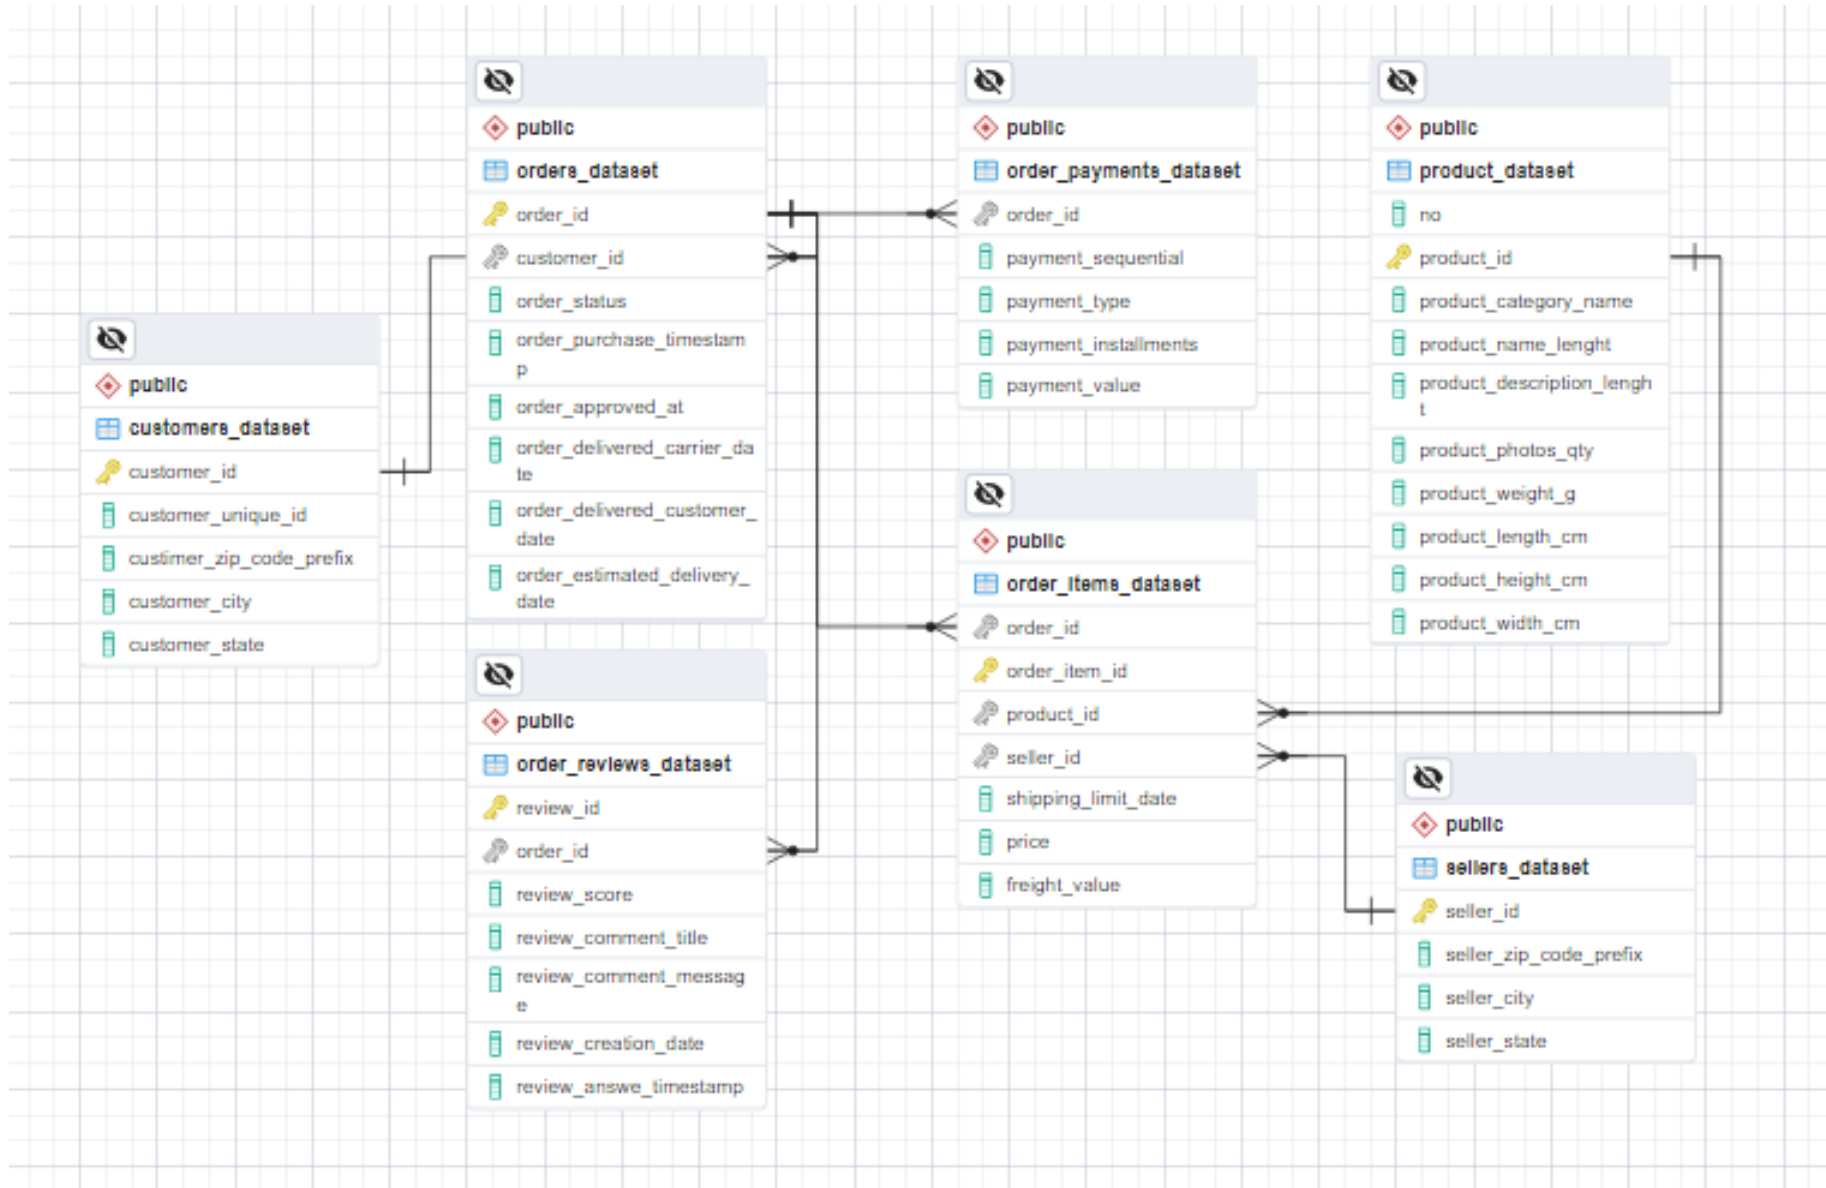 public
customers_dataset
customer_id
customer_unique_id
custimer_zip_code_prefix
customer_city
customer_state
public
orders_dataset
order_id
customer_id
order_status
order_purchase_timestam
p
order_approved_at
order_delivered_carrier_da
te
order_delivered_customer_
date
order_estimated_delivery_
date
public
order_reviews_dataset
review_id
order_id
review_score
review_comment_title
review_comment_messag
e
review_creation_date
review_answe_timestamp
public
order_payments_dataset
order_id
payment_sequential
payment_type
payment_installments
payment_value
public
order_items_dataset
order_id
order_item_id
product_id
seller_id
shipping_limit_date
price
freight_value
public
product_dataset
no
product_id
product_category_name
product_name_lenght
product_description_lengh
t
product_photos_qty
product_weight_g
product_length_cm
product_height_cm
product_width_cm
public
sellers_dataset
seller_id
seller_zip_code_prefix
seller_city
seller_state